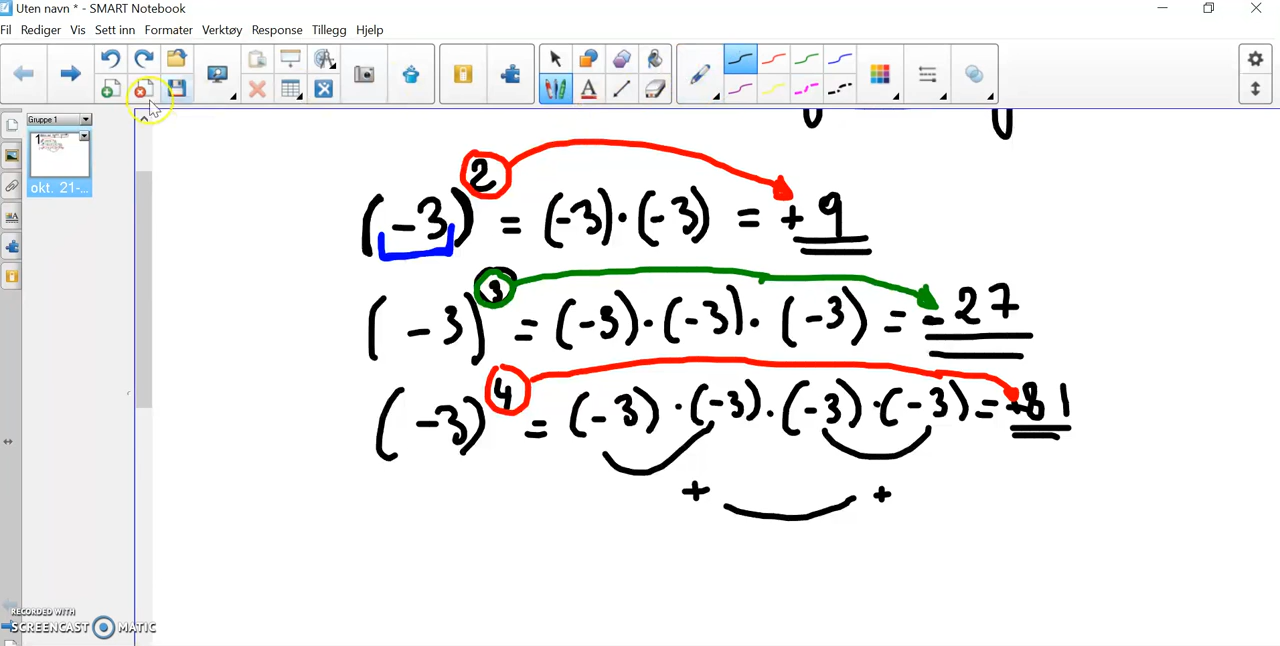 Uten navn * - SMART Notebook
Fil Rediger Vis Sett inn Formater Verktøy Response Tillegg Hjelp
Gruppe 1
1
okt. 21-...
(-3)² = (-3)·(-3) = +9
(-3)³ = (-3)·(-3)·(-3) = -27
(-3)⁴ = (-3)·(-3)·(-3)·(-3) = +81
+ +
RECORDED WITH
SCREENCAST MATIC